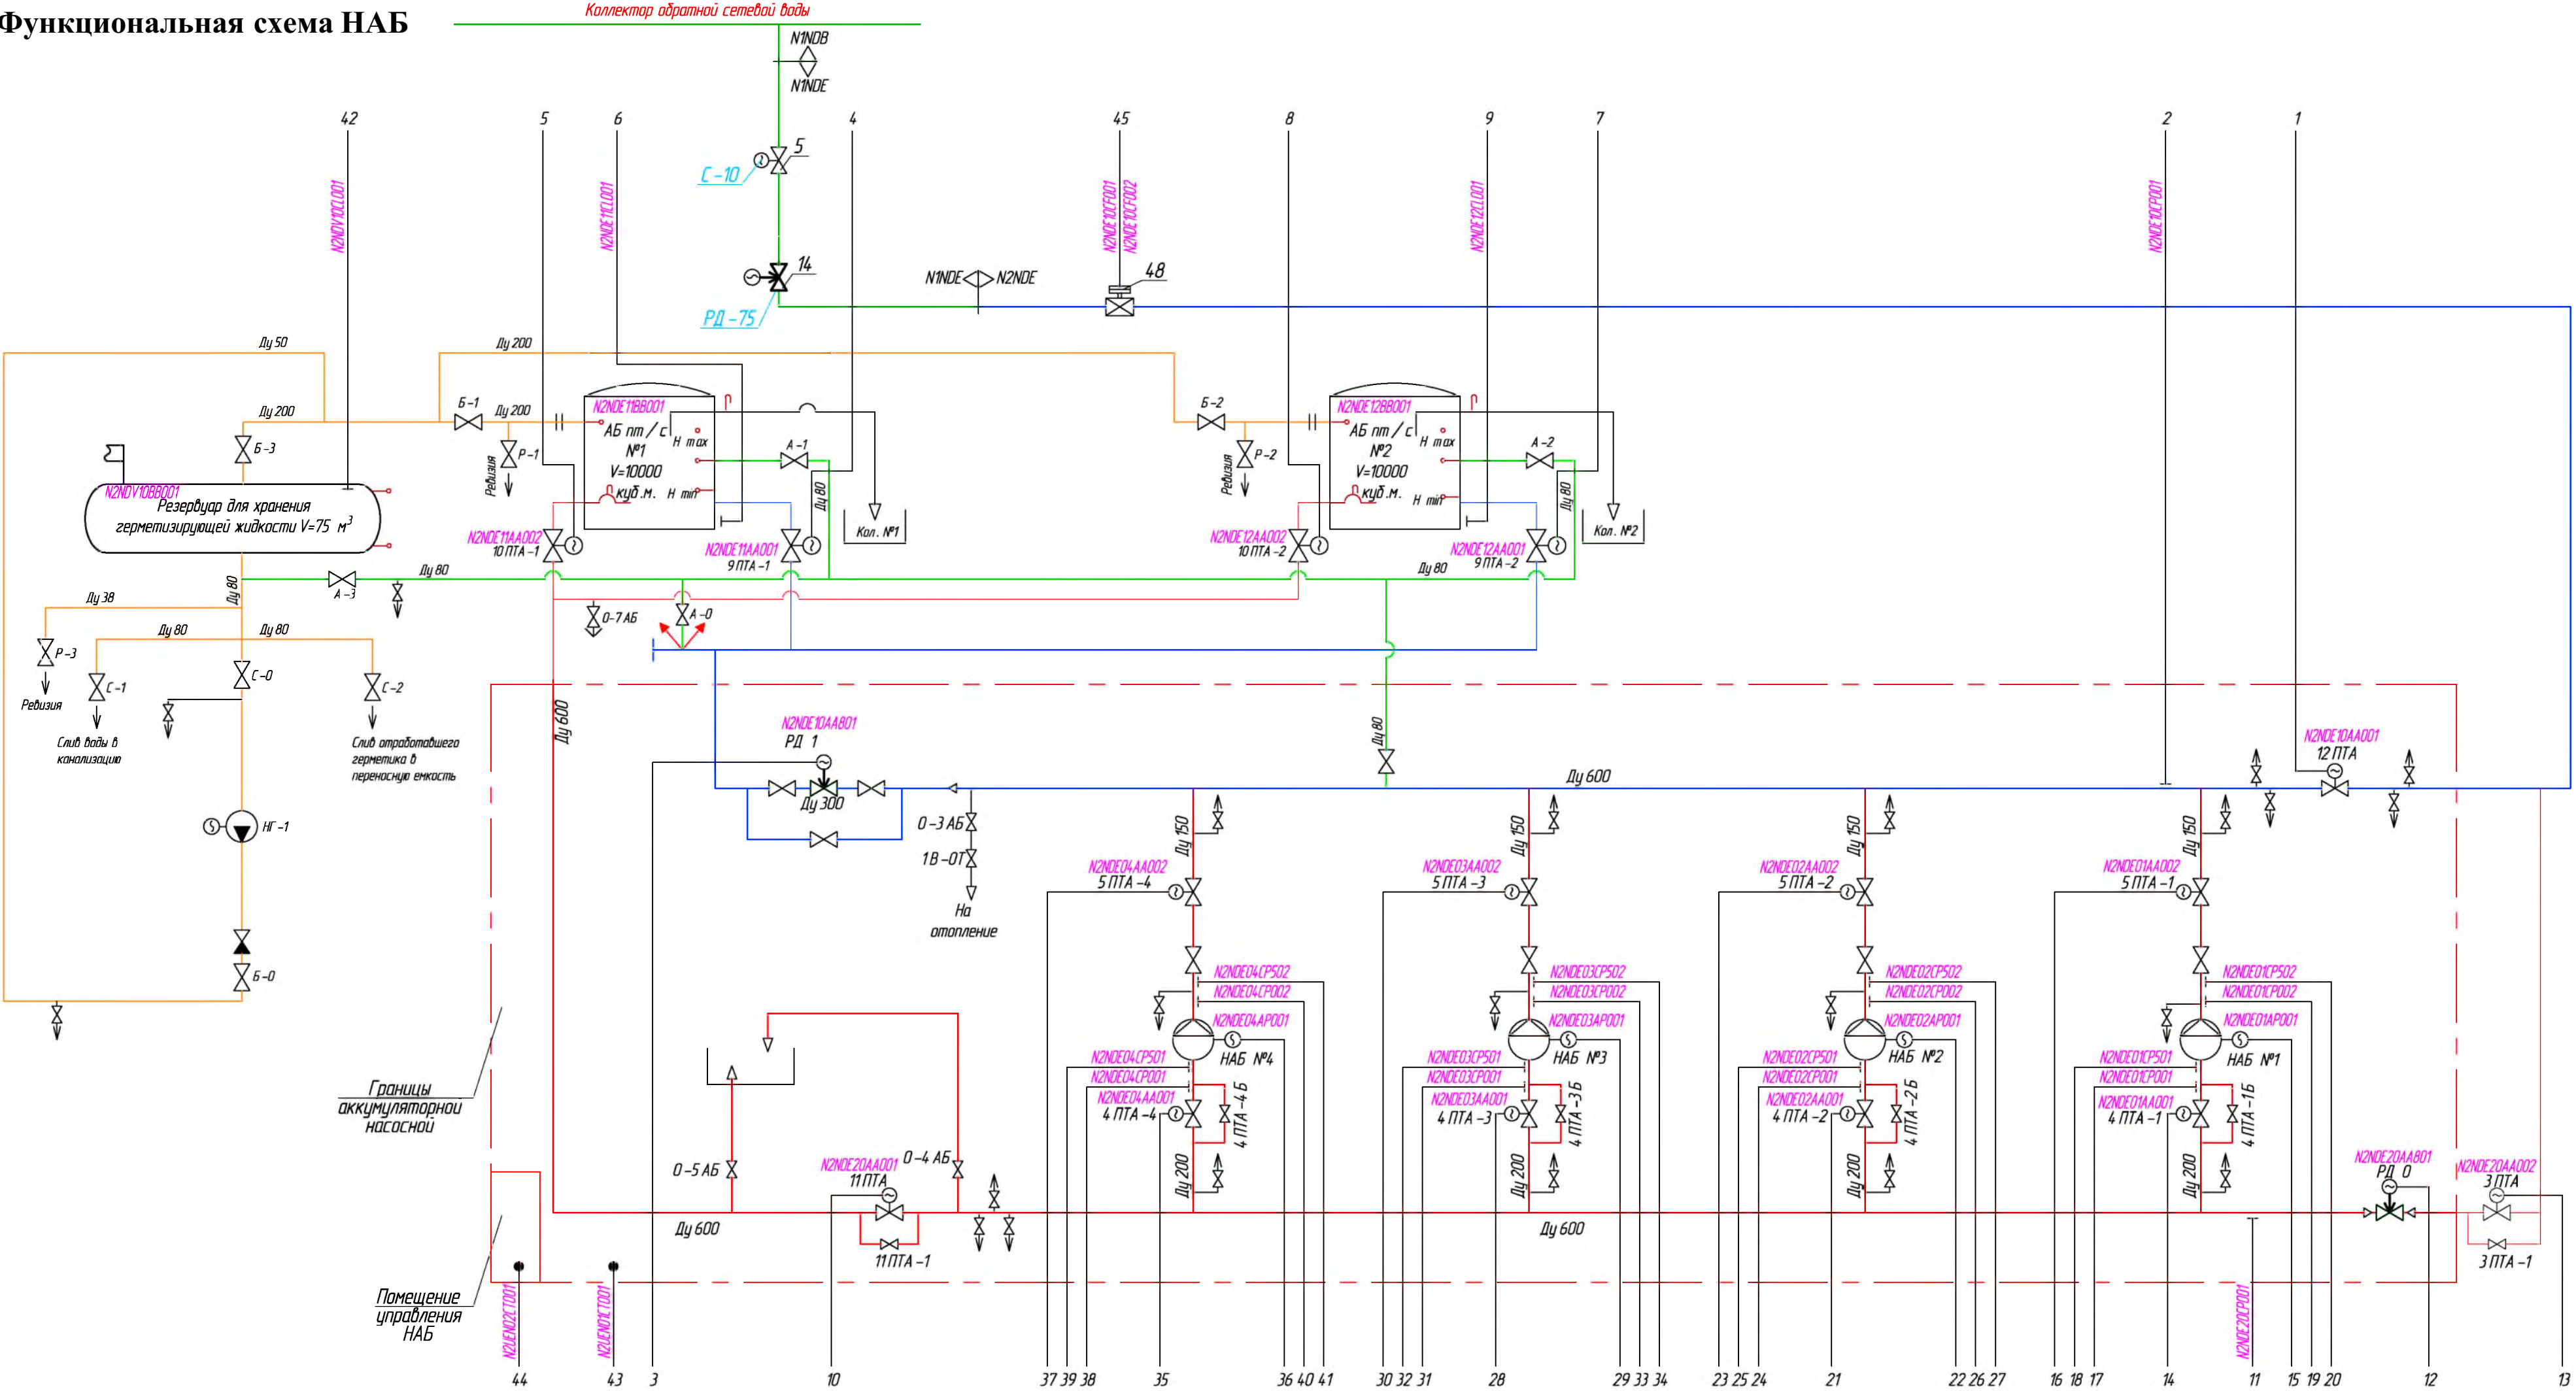 Функциональная схема НАБ
Коллектор обратной сетевой воды
N1NDB
N1NDE
42
5
6
4
45
8
9
7
2
1
5
С-10
N2NDV10CL001
N2NDE11CL001
N2NDE10CF001
N2NDE10CF002
N2NDE12CL001
N2NDE10CP001
14
РД-75
N1NDE
N2NDE
48
Ду 50
Ду 200
Ду 200
Б-1
Ду 200
Б-3
Р-1
Ревизия
N2NDE11BB001
АБ пт/с
№1
V=10000
куб.м.
H max
H min
А-1
Ду 80
Кол. №1
Б-2
Р-2
Ревизия
N2NDE12BB001
АБ пт/с
№2
V=10000
куб.м.
H max
H min
А-2
Ду 80
Кол. №2
N2NDV10BB001
Резервуар для хранения
герметизирующей жидкости V=75 м³
N2NDE11AA002
10 ПТА-1
N2NDE11AA001
9 ПТА-1
N2NDE12AA002
10 ПТА-2
N2NDE12AA001
9 ПТА-2
Ду 80
А-3
Ду 80
Ду 80
Ду 38
О-7 АБ
А-0
Ду 80
Ду 80
Р-3
Ревизия
С-1
С-0
С-2
Слив воды в
канализацию
Слив отработавшего
герметика в
переносную емкость
НГ-1
Б-0
Ду 600
N2NDE10AA801
РД 1
Ду 300
Ду 80
Ду 600
N2NDE10AA001
12 ПТА
О-3 АБ
1В-ОТ
На
отопление
Ду 150
Ду 150
Ду 150
Ду 150
N2NDE04AA002
5 ПТА-4
N2NDE03AA002
5 ПТА-3
N2NDE02AA002
5 ПТА-2
N2NDE01AA002
5 ПТА-1
N2NDE04CP502
N2NDE04CP002
N2NDE04AP001
НАБ №4
N2NDE04CP501
N2NDE04CP001
N2NDE04AA001
4 ПТА-4
4 ПТА-4Б
N2NDE03CP502
N2NDE03CP002
N2NDE03AP001
НАБ №3
N2NDE03CP501
N2NDE03CP001
N2NDE03AA001
4 ПТА-3
4 ПТА-3Б
N2NDE02CP502
N2NDE02CP002
N2NDE02AP001
НАБ №2
N2NDE02CP501
N2NDE02CP001
N2NDE02AA001
4 ПТА-2
4 ПТА-2Б
N2NDE01CP502
N2NDE01CP002
N2NDE01AP001
НАБ №1
N2NDE01CP501
N2NDE01CP001
N2NDE01AA001
4 ПТА-1
4 ПТА-1Б
Границы
аккумуляторной
насосной
О-5 АБ
N2NDE20AA001
11 ПТА
О-4 АБ
Ду 200
Ду 200
Ду 200
Ду 200
N2NDE20AA801
РД 0
N2NDE20AA002
3 ПТА
Ду 600
11 ПТА-1
Ду 600
3 ПТА-1
Помещение
управления
НАБ
N2UEN02CT001
N2UEN01CT001
N2NDE20CP001
44
43
3
10
37
39
38
35
36
40
41
30
32
31
28
29
33
34
23
25
24
21
22
26
27
16
18
17
14
11
15
19
20
12
13